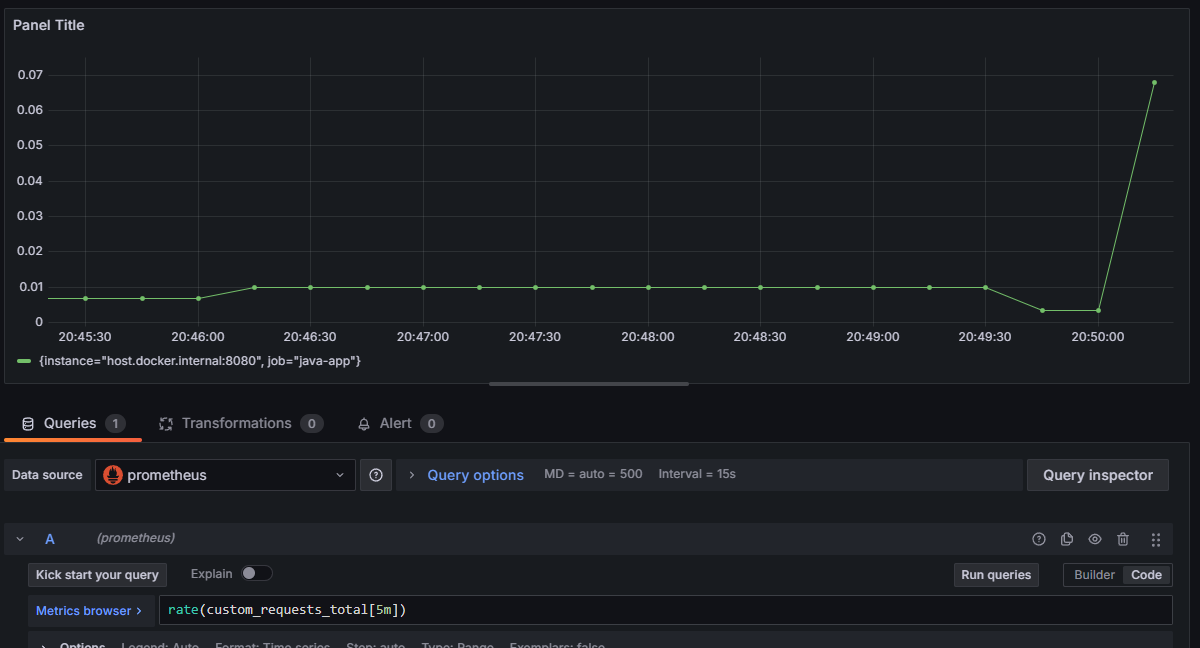 Panel Title
0.07
0.06
0.05
0.04
0.03
0.02
0.01
0
20:45:30 20:46:00 20:46:30 20:47:00 20:47:30 20:48:00 20:48:30 20:49:00 20:49:30 20:50:00
{instance="host.docker.internal:8080", job="java-app"}
Queries 1 Transformations 0 Alert 0
Data source prometheus Query options MD = auto = 500 Interval = 15s Query inspector
A (prometheus)
Kick start your query Explain Run queries Builder Code
Metrics browser > rate(custom_requests_total[5m])
Options Legend: Auto Format: Time series Step: auto Type: Range Exemplars: false